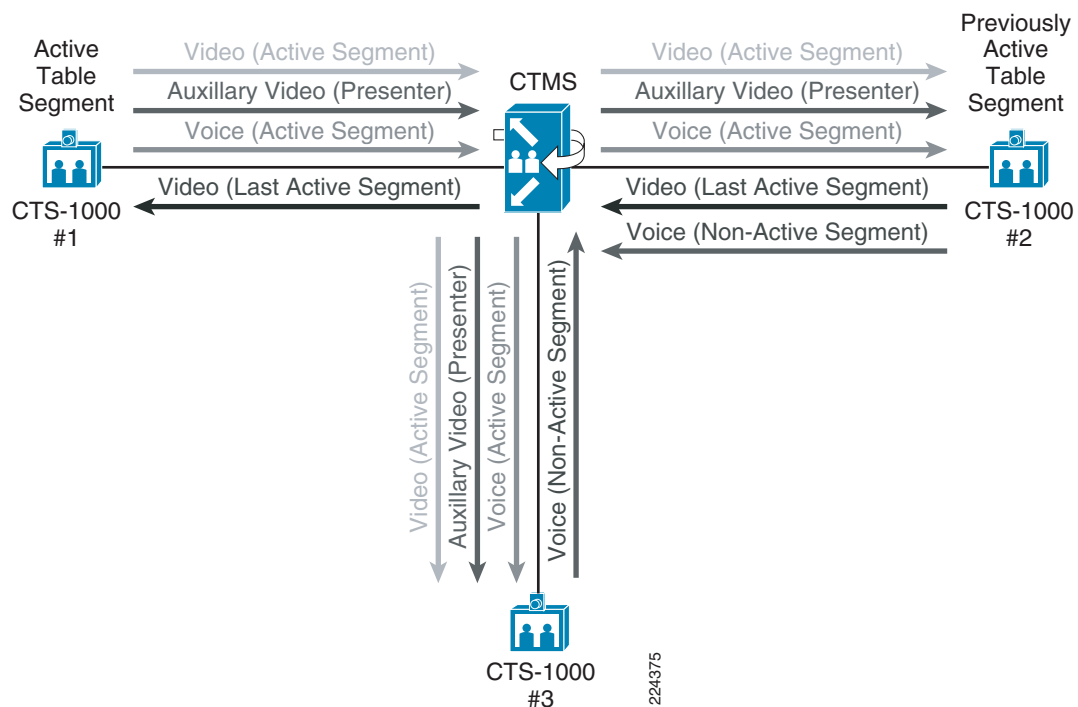 Active
Table
Segment
Video (Active Segment)
Auxillary Video (Presenter)
Voice (Active Segment)
CTMS
Video (Active Segment)
Auxillary Video (Presenter)
Voice (Active Segment)
Previously
Active
Table
Segment
Video (Last Active Segment)
CTS-1000
#1
Video (Last Active Segment)
Voice (Non-Active Segment)
CTS-1000
#2
Video (Active Segment)
Auxillary Video (Presenter)
Voice (Active Segment)
Voice (Non-Active Segment)
CTS-1000
#3
224375